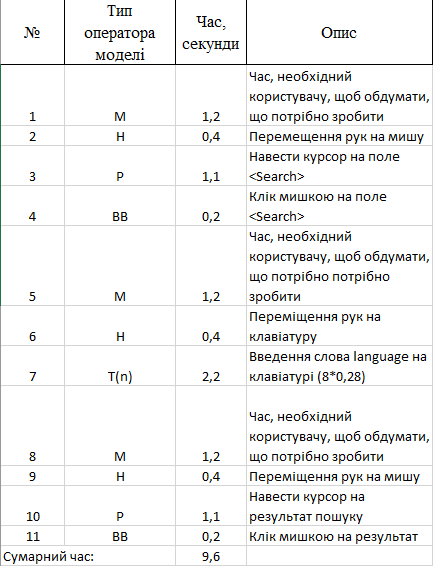 № Тип оператора моделі Час, секунди Опис
1 M 1,2 Час, необхідний користувачу, щоб обдумати, що потрібно зробити
2 H 0,4 Перемещення рук на мишу
3 P 1,1 Навести курсор на поле <Search>
4 BB 0,2 Клік мишкою на поле <Search>
5 M 1,2 Час, необхідний користувачу, щоб обдумати, що потрібно потрібно зробити
6 H 0,4 Переміщення рук на клавіатуру
7 T(n) 2,2 Введення слова language на клавіатурі (8*0,28)
8 M 1,2 Час, необхідний користувачу, щоб обдумати, що потрібно зробити
9 H 0,4 Переміщення рук на мишу
10 P 1,1 Навести курсор на результат пошуку
11 BB 0,2 Клік мишкою на результат
Сумарний час: 9,6